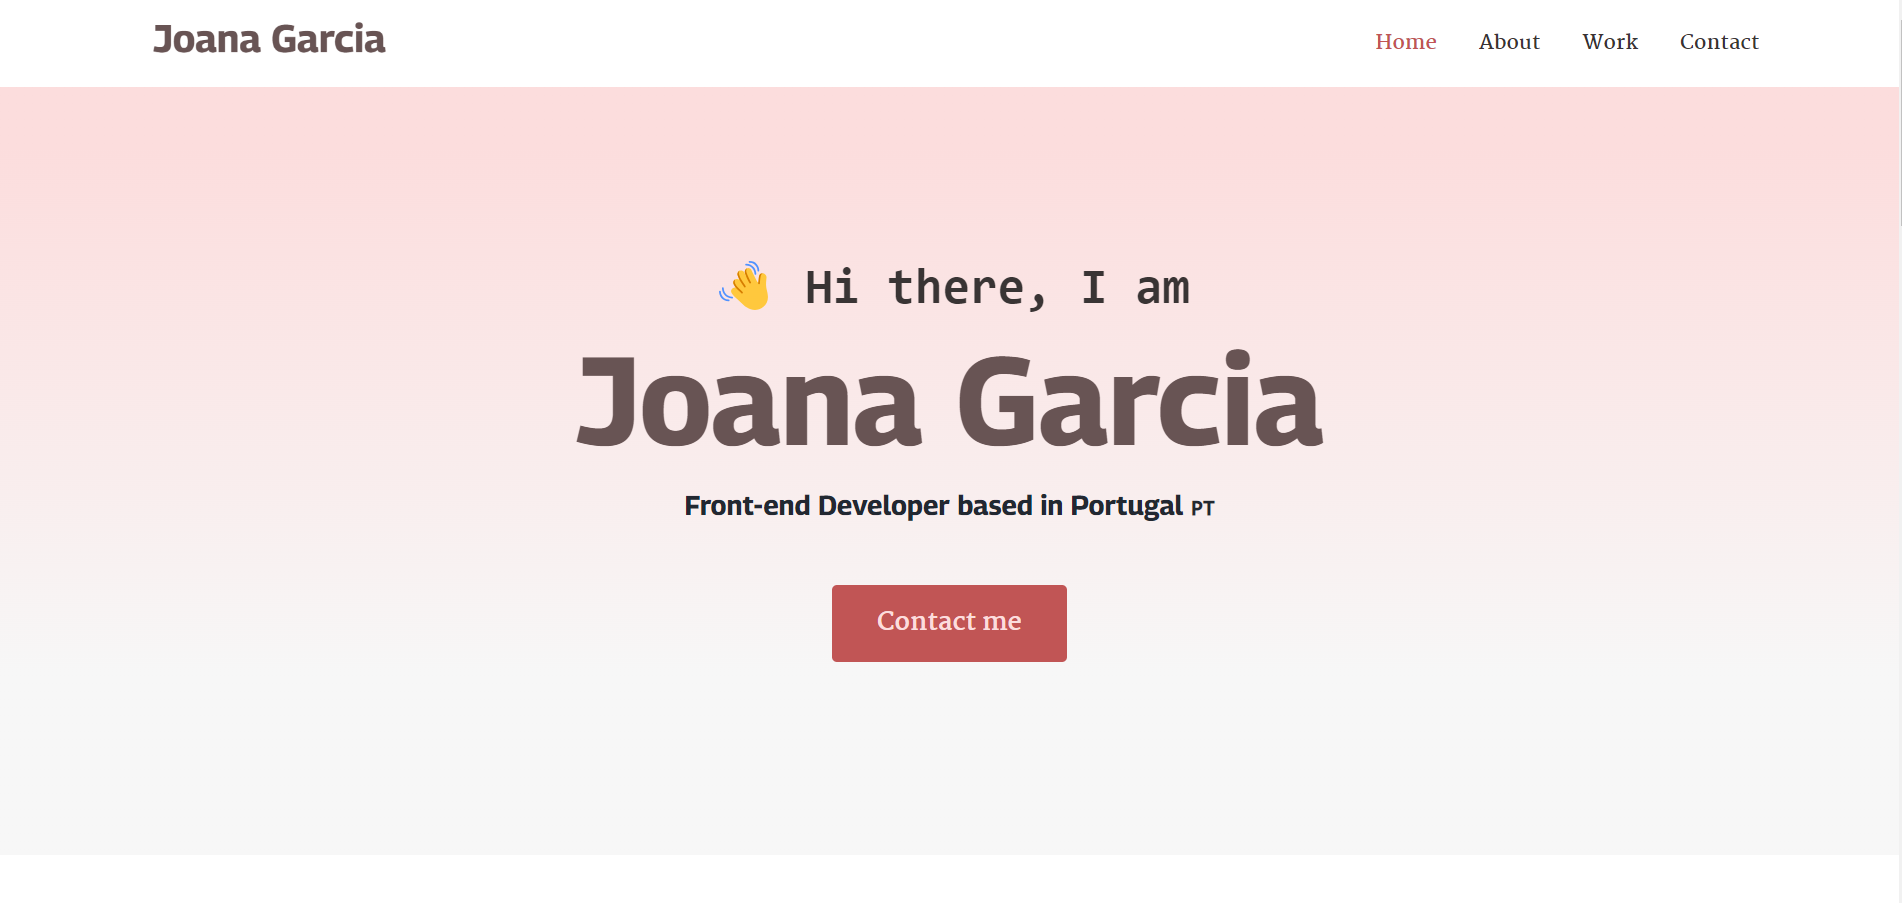 Joana Garcia
Home About Work Contact
👋 Hi there, I am
Joana Garcia
Front-end Developer based in Portugal PT
Contact me